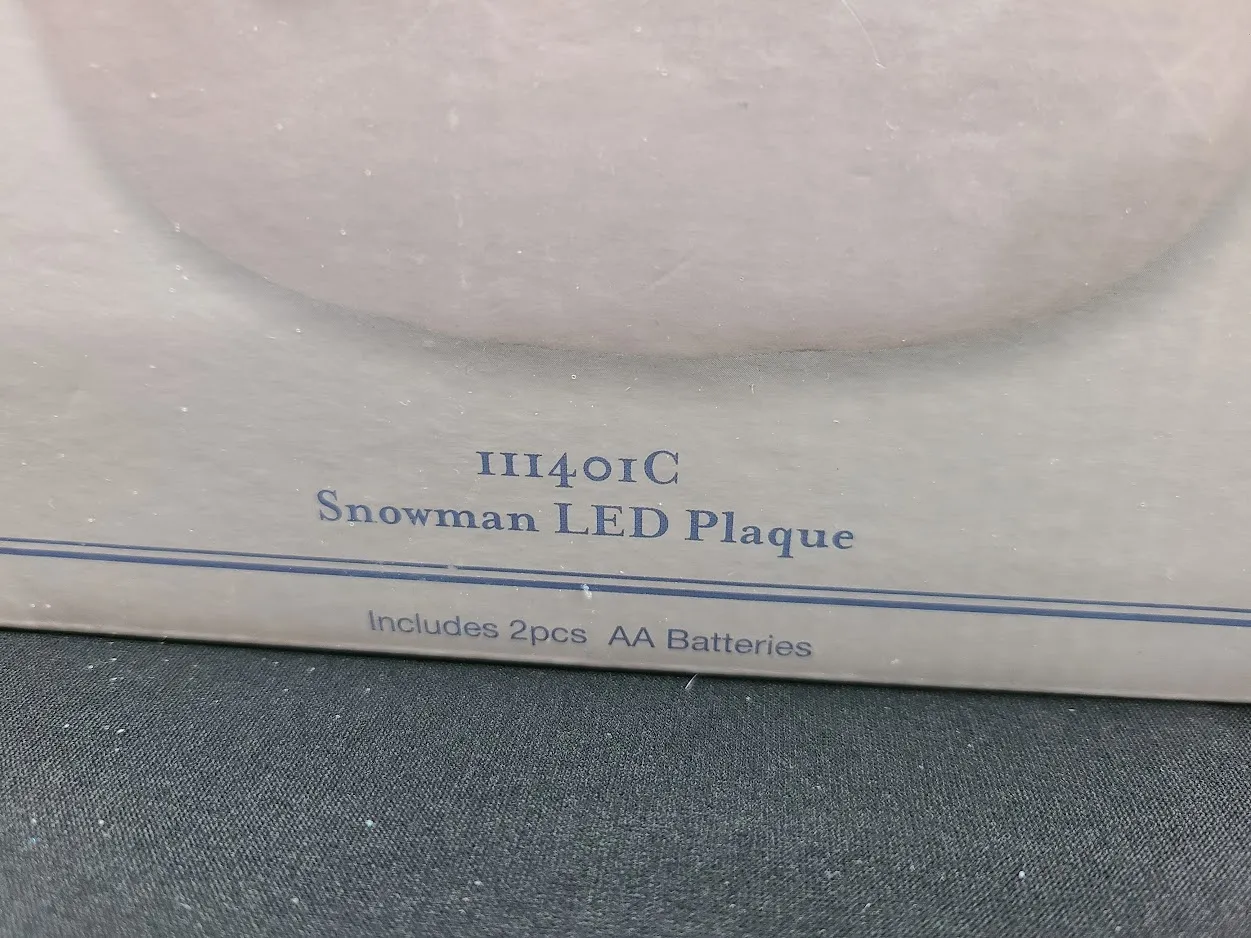 111401C
Snowman LED Plaque
Includes 2pcs AA Batteries